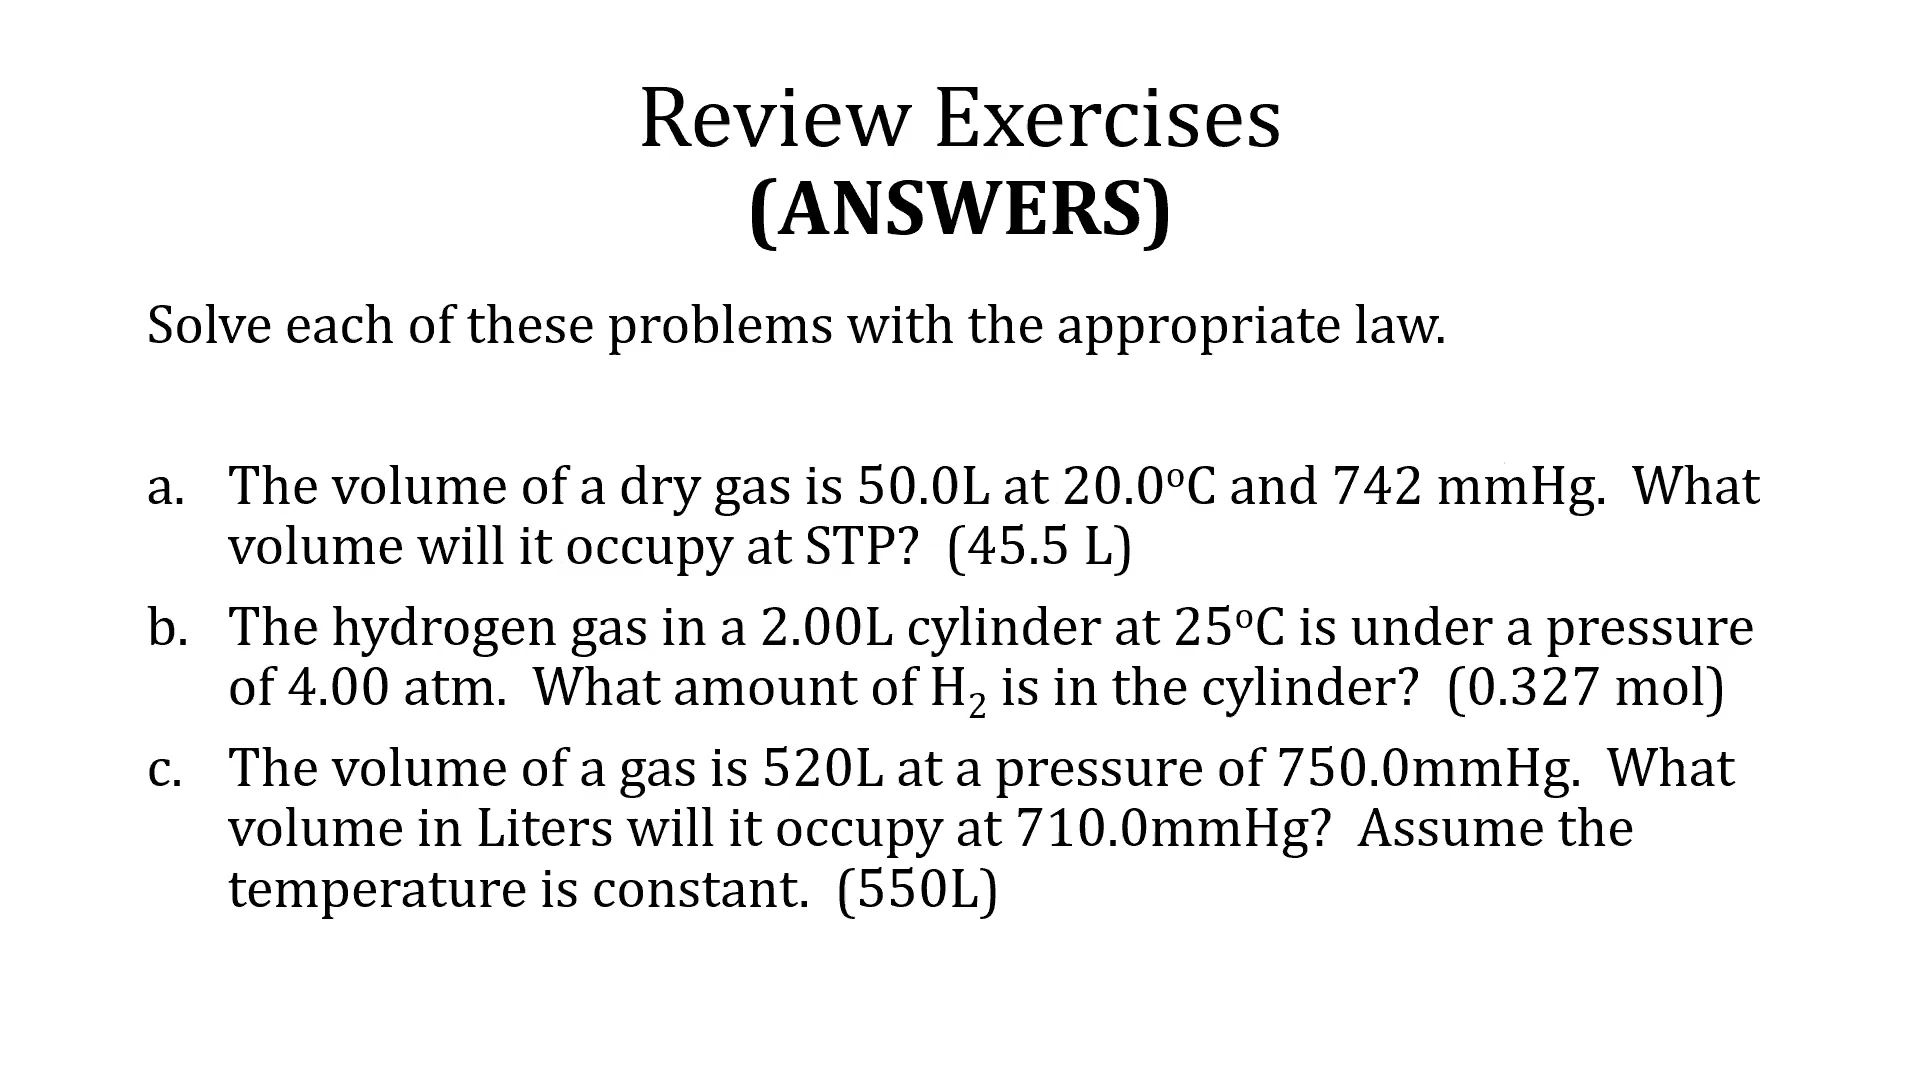 Review Exercises
(ANSWERS)
Solve each of these problems with the appropriate law.
a. The volume of a dry gas is 50.0L at 20.0ᵒC and 742 mmHg. What
volume will it occupy at STP? (45.5 L)
b. The hydrogen gas in a 2.00L cylinder at 25ᵒC is under a pressure
of 4.00 atm. What amount of H₂ is in the cylinder? (0.327 mol)
c. The volume of a gas is 520L at a pressure of 750.0mmHg. What
volume in Liters will it occupy at 710.0mmHg? Assume the
temperature is constant. (550L)